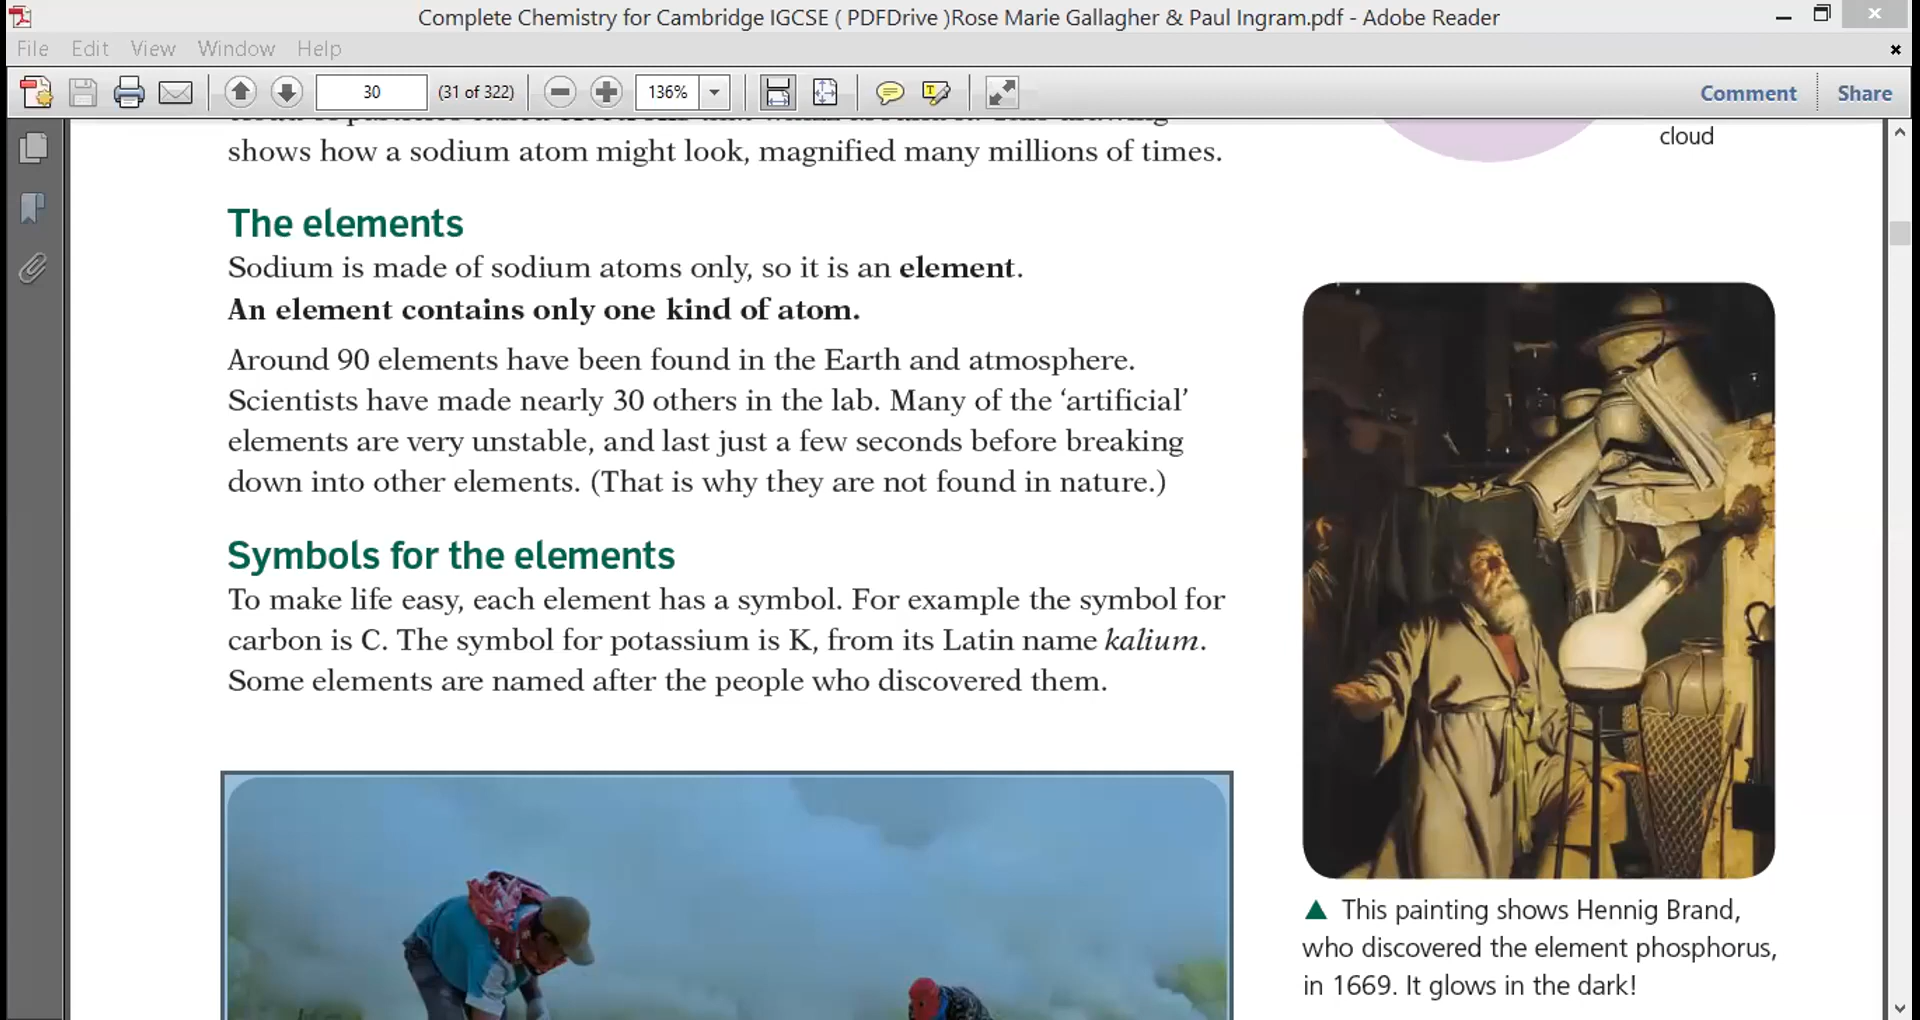 Complete Chemistry for Cambridge IGCSE ( PDFDrive )Rose Marie Gallagher & Paul Ingram.pdf - Adobe Reader
File Edit View Window Help
30 (31 of 322) 136% Comment Share
shows how a sodium atom might look, magnified many millions of times.
cloud
The elements
Sodium is made of sodium atoms only, so it is an element.
An element contains only one kind of atom.
Around 90 elements have been found in the Earth and atmosphere.
Scientists have made nearly 30 others in the lab. Many of the ‘artificial’
elements are very unstable, and last just a few seconds before breaking
down into other elements. (That is why they are not found in nature.)
Symbols for the elements
To make life easy, each element has a symbol. For example the symbol for
carbon is C. The symbol for potassium is K, from its Latin name kalium.
Some elements are named after the people who discovered them.
▲ This painting shows Hennig Brand,
who discovered the element phosphorus,
in 1669. It glows in the dark!